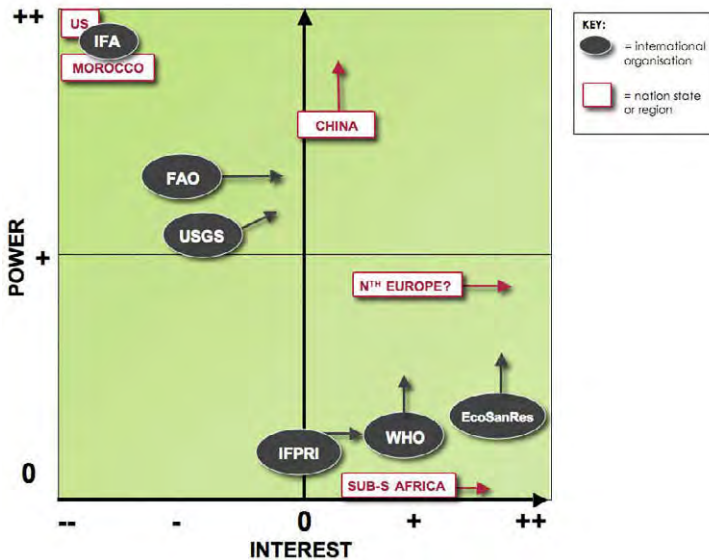 ++
US
IFA
MOROCCO
CHINA
FAO
USGS
+
POWER
NTH EUROPE?
EcoSanRes
WHO
IFPRI
SUB-S AFRICA
0
-- - 0 + ++
INTEREST
KEY:
= international
organisation
= nation state
or region